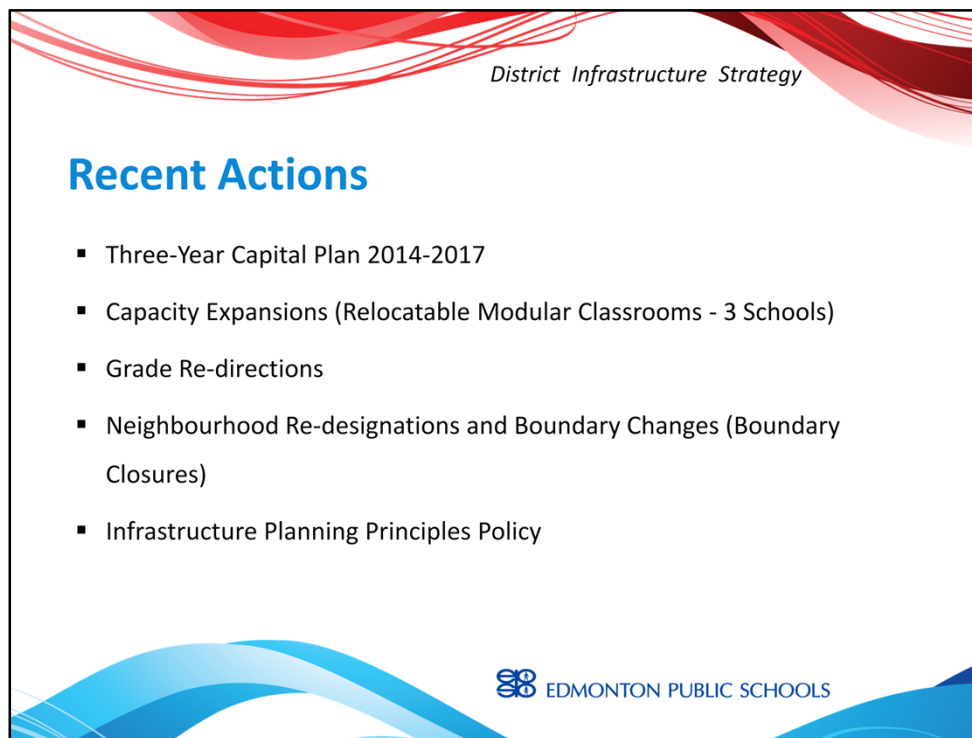 District Infrastructure Strategy
Recent Actions
▪ Three-Year Capital Plan 2014-2017
▪ Capacity Expansions (Relocatable Modular Classrooms - 3 Schools)
▪ Grade Re-directions
▪ Neighbourhood Re-designations and Boundary Changes (Boundary
Closures)
▪ Infrastructure Planning Principles Policy
EDMONTON PUBLIC SCHOOLS